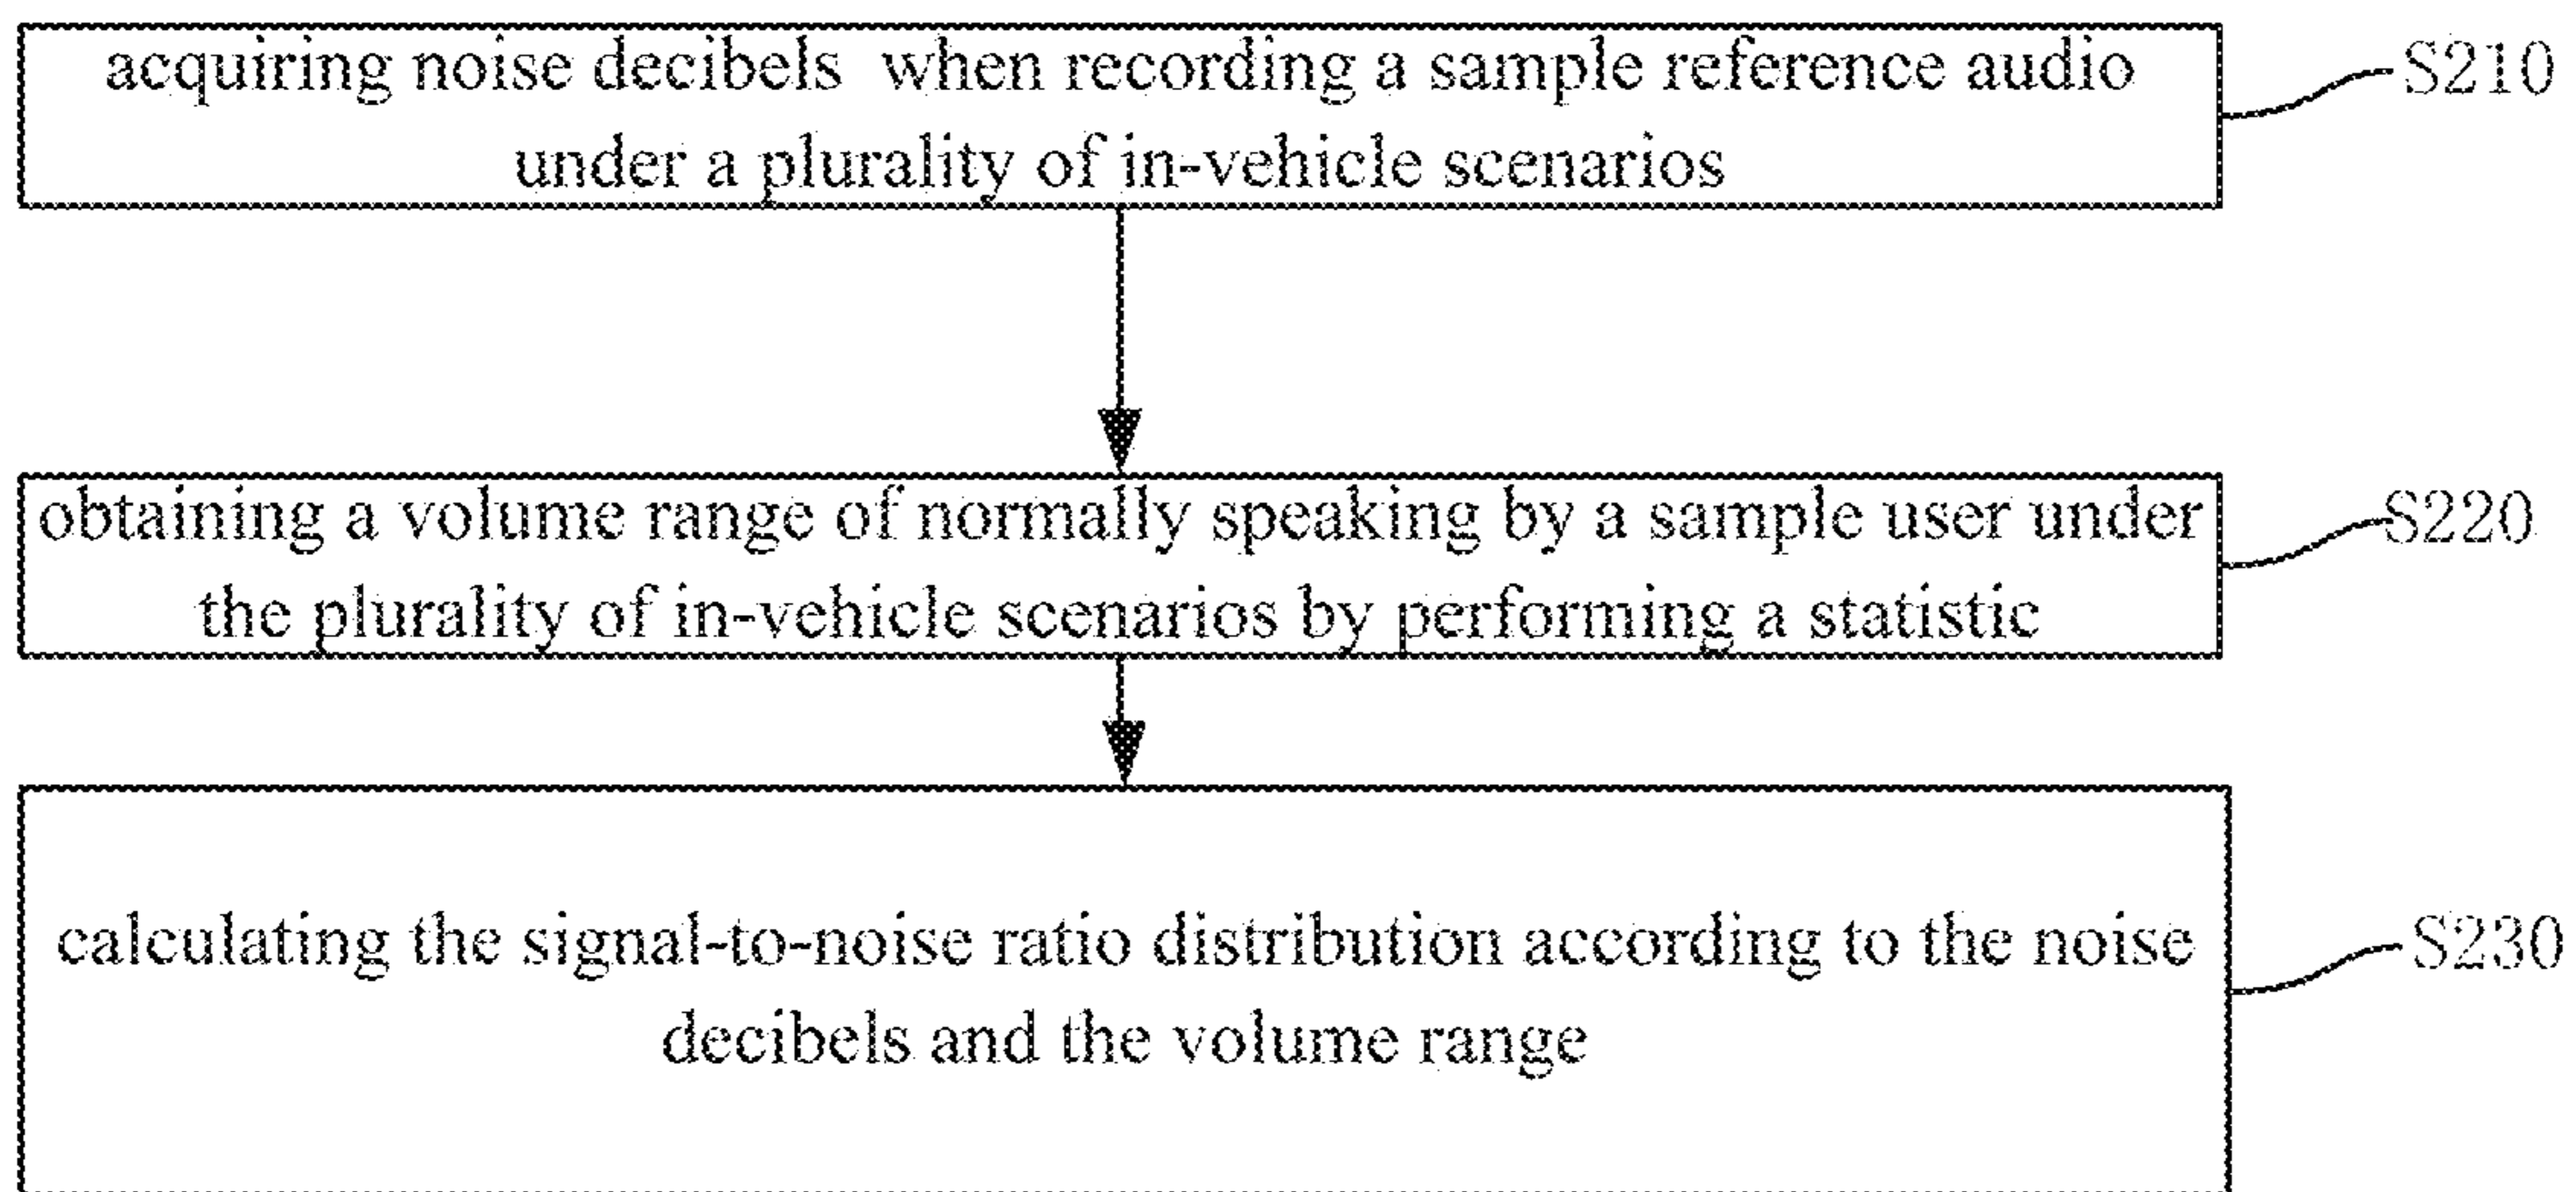 acquiring noise decibels when recording a sample reference audio
under a plurality of in-vehicle scenarios
S210
obtaining a volume range of normally speaking by a sample user under
the plurality of in-vehicle scenarios by performing a statistic
S220
calculating the signal-to-noise ratio distribution according to the noise
decibels and the volume range
S230